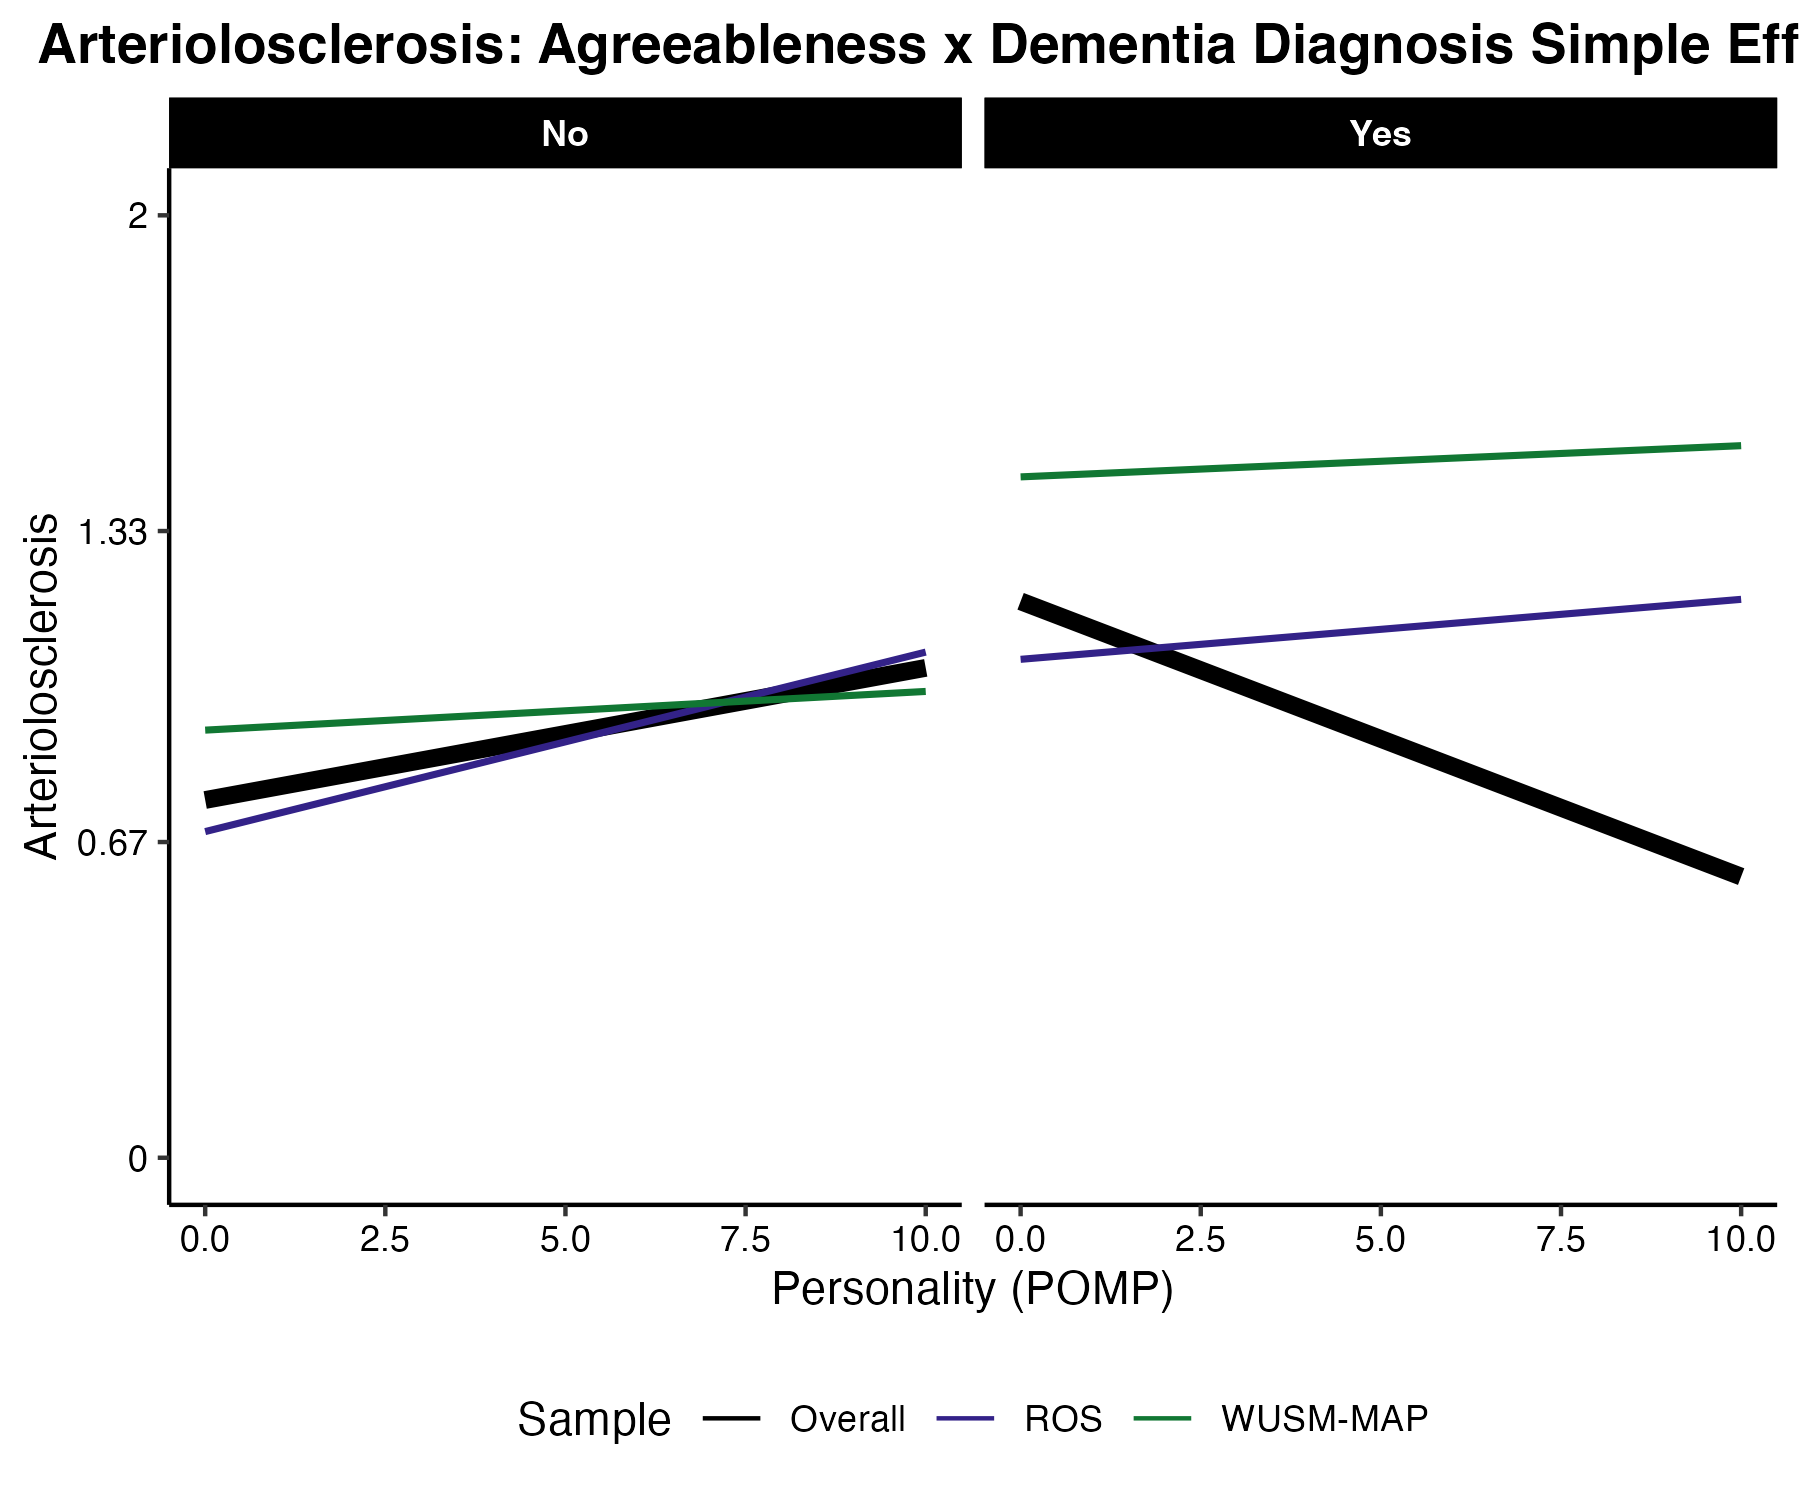 Arteriolosclerosis: Agreeableness x Dementia Diagnosis Simple Eff
No
Yes
Arteriolosclerosis
2
1.33
0.67
0
0.0 2.5 5.0 7.5 10.0
0.0 2.5 5.0 7.5 10.0
Personality (POMP)
Sample Overall ROS WUSM-MAP